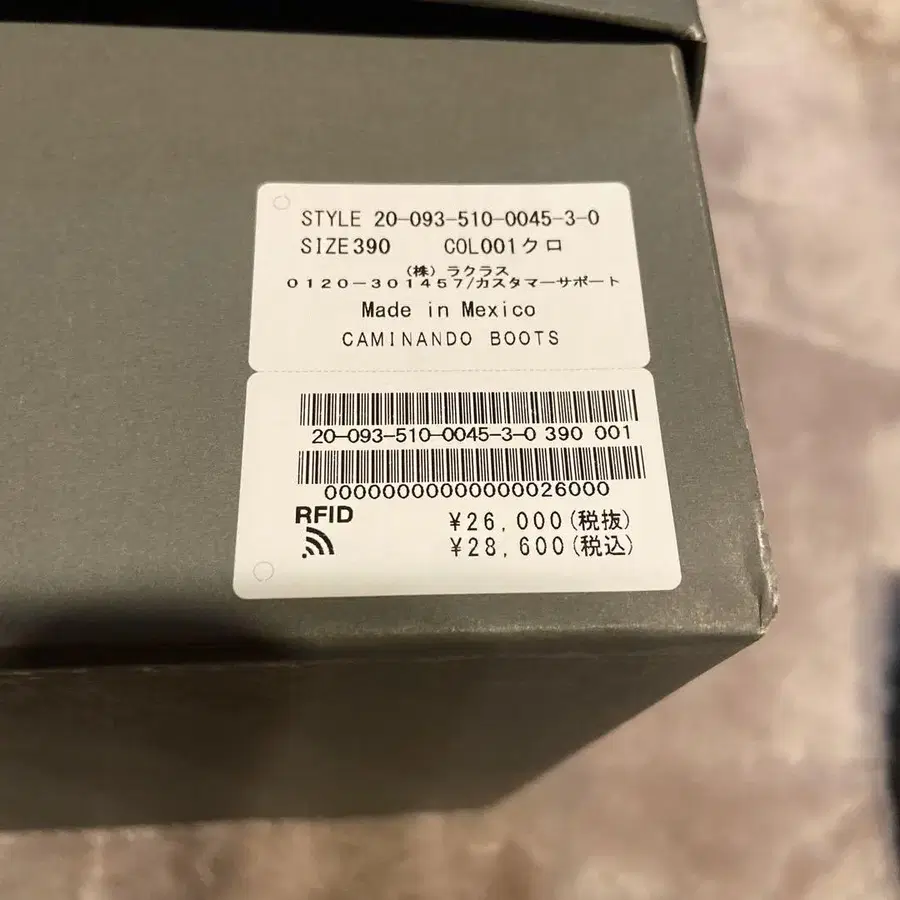 STYLE 20-093-510-0045-3-0
SIZE390 COL001クロ
(株)ラクラス
0120-301457/カスタマーサポート
Made in Mexico
CAMINANDO BOOTS
20-093-510-0045-3-0 390 001
00000000000000026000
RFID
¥26,000(税抜)
¥28,600(税込)